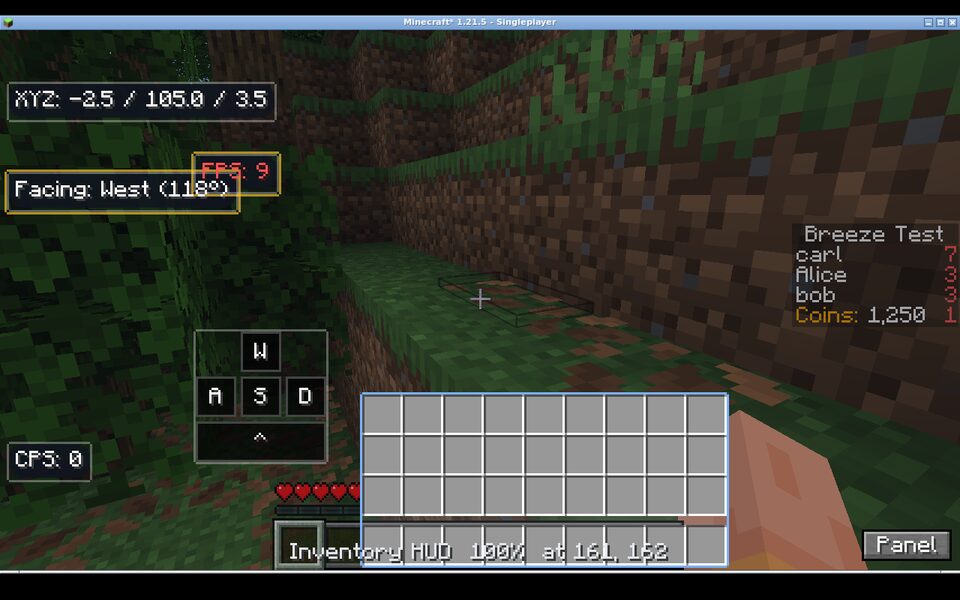 Minecraft* 1.21.5 - Singleplayer
XYZ: -2.5 / 105.0 / 3.5
FPS: 9
Facing: West (118°)
Breeze Test
carl 7
Alice 3
bob 3
Coins: 1,250 1
W
A S D
^
CPS: 0
Inventory HUD 100% at 161, 162
Panel